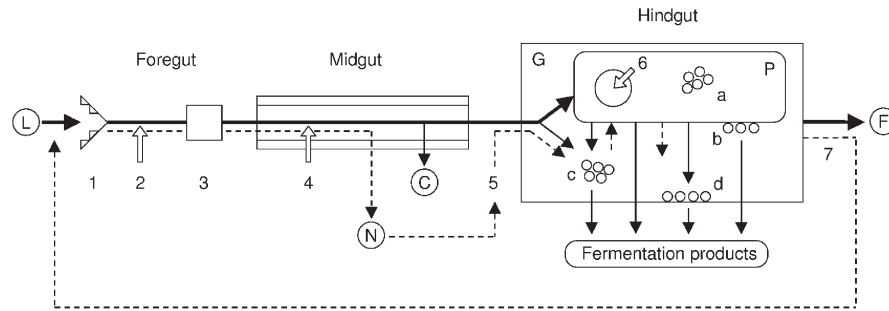 Hindgut
Foregut
Midgut
G
6
P
a
L
F
b
7
c
1
2
3
4
C
5
d
N
Fermentation products